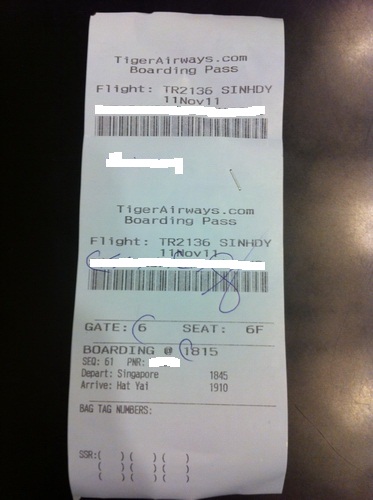 TigerAirways.com
Boarding Pass
Flight: TR2136 SINHDY
11Nov11
TigerAirways.com
Boarding Pass
Flight: TR2136 SINHDY
11Nov11
GATE: 6 SEAT: 6F
BOARDING @ 1815
SEQ: 61 PNR:
Depart: Singapore 1845
Arrive: Hat Yai 1910
BAG TAG NUMBERS:
SSR:( )( )( )
( )( )( )
( )( )( )